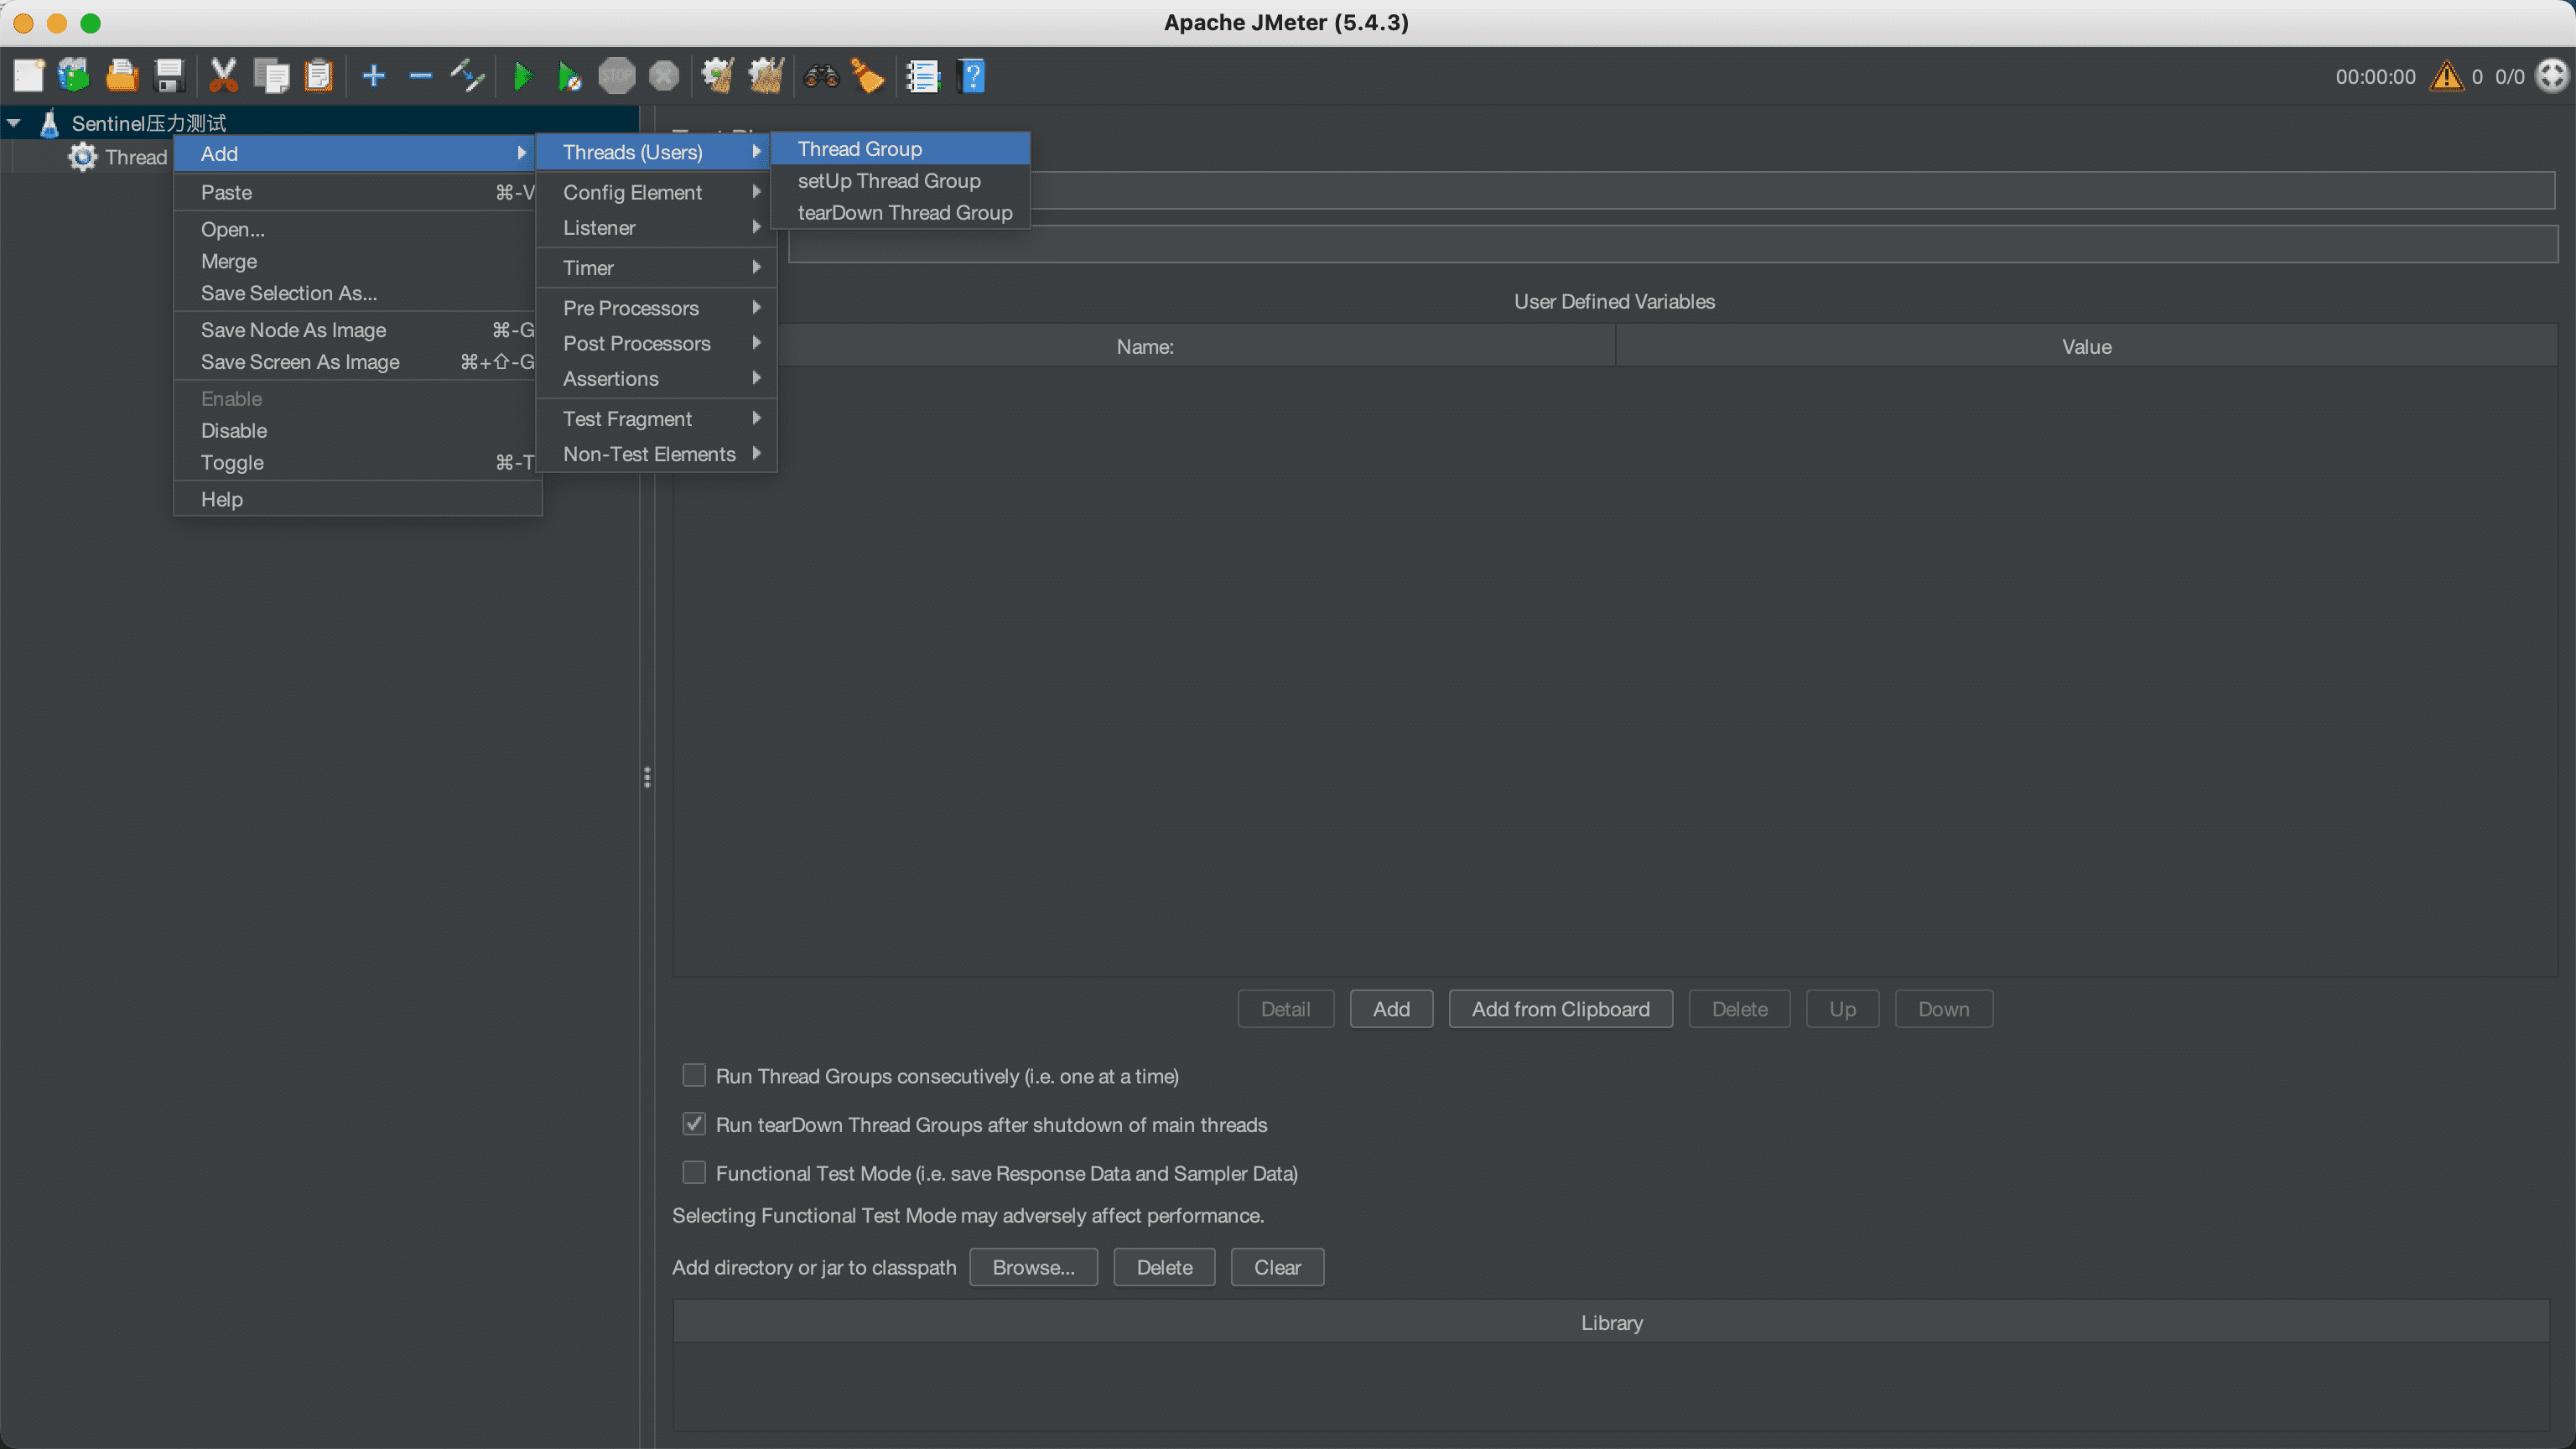 Apache JMeter (5.4.3)
STOP
00:00:00
0
0/0
Sentinel压力测试
Thread
Add
Paste ⌘-V
Open...
Merge
Save Selection As...
Save Node As Image ⌘-G
Save Screen As Image ⌘+⇧-G
Enable
Disable
Toggle ⌘-T
Help
Threads (Users)
Config Element
Listener
Timer
Pre Processors
Post Processors
Assertions
Test Fragment
Non-Test Elements
Thread Group
setUp Thread Group
tearDown Thread Group
User Defined Variables
Name: Value
Detail Add Add from Clipboard Delete Up Down
Run Thread Groups consecutively (i.e. one at a time)
Run tearDown Thread Groups after shutdown of main threads
Functional Test Mode (i.e. save Response Data and Sampler Data)
Selecting Functional Test Mode may adversely affect performance.
Add directory or jar to classpath Browse... Delete Clear
Library